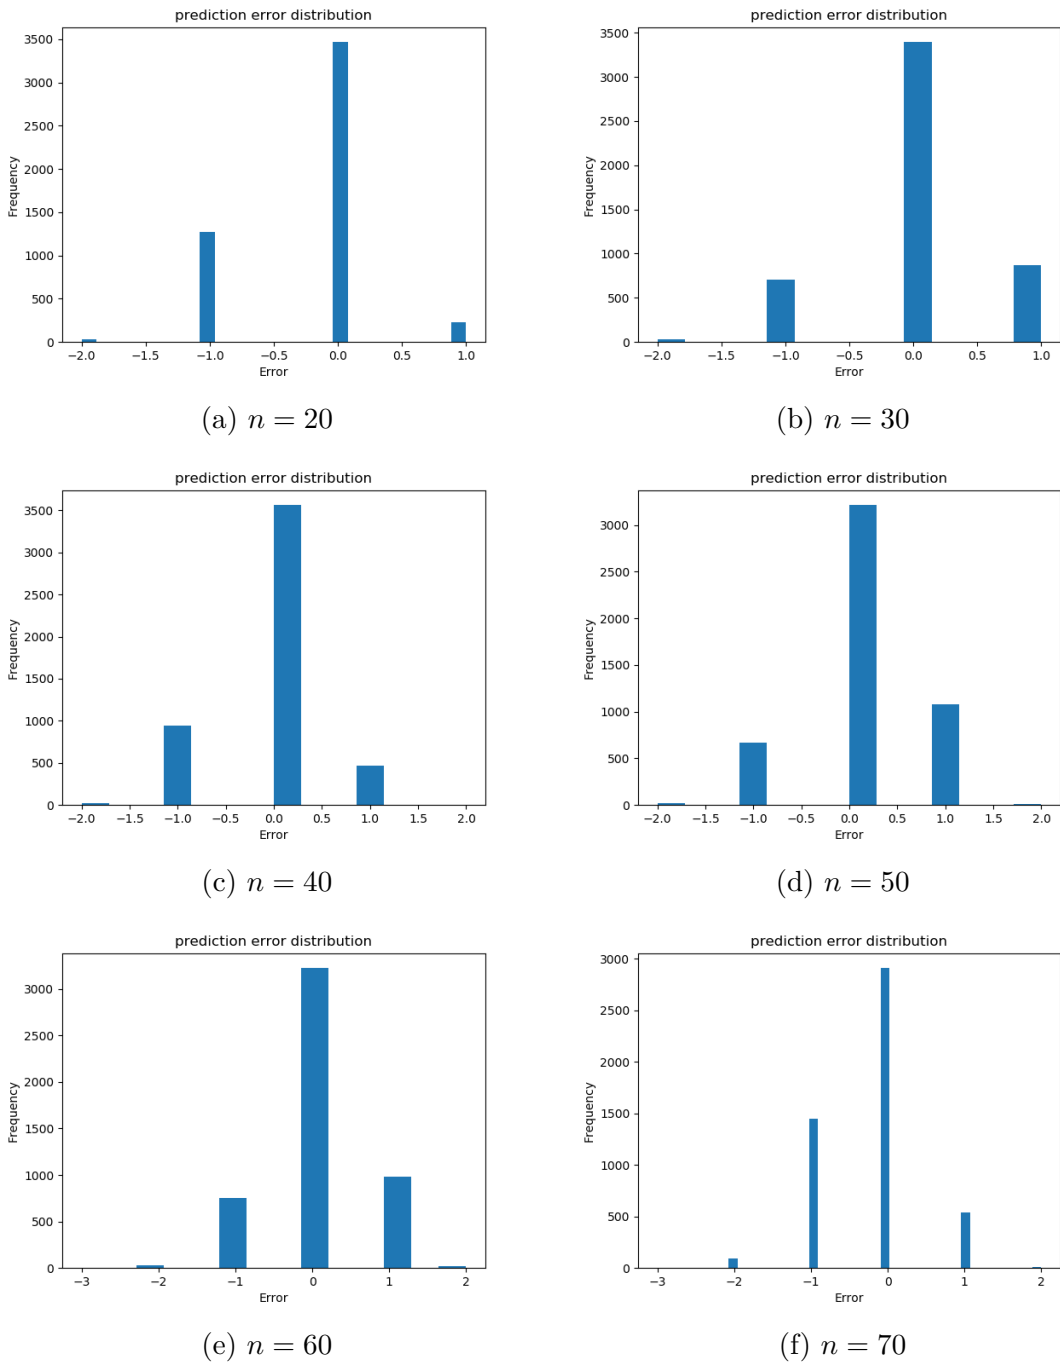 prediction error distribution
3500
3000
2500
2000
1500
1000
500
0
Frequency
−2.0 −1.5 −1.0 −0.5 0.0 0.5 1.0
Error
(a) n = 20
prediction error distribution
3500
3000
2500
2000
1500
1000
500
0
Frequency
−2.0 −1.5 −1.0 −0.5 0.0 0.5 1.0
Error
(b) n = 30
prediction error distribution
3500
3000
2500
2000
1500
1000
500
0
Frequency
−2.0 −1.5 −1.0 −0.5 0.0 0.5 1.0 1.5 2.0
Error
(c) n = 40
prediction error distribution
3000
2500
2000
1500
1000
500
0
Frequency
−2.0 −1.5 −1.0 −0.5 0.0 0.5 1.0 1.5 2.0
Error
(d) n = 50
prediction error distribution
3000
2500
2000
1500
1000
500
0
Frequency
−3 −2 −1 0 1 2
Error
(e) n = 60
prediction error distribution
3000
2500
2000
1500
1000
500
0
Frequency
−3 −2 −1 0 1 2
Error
(f) n = 70